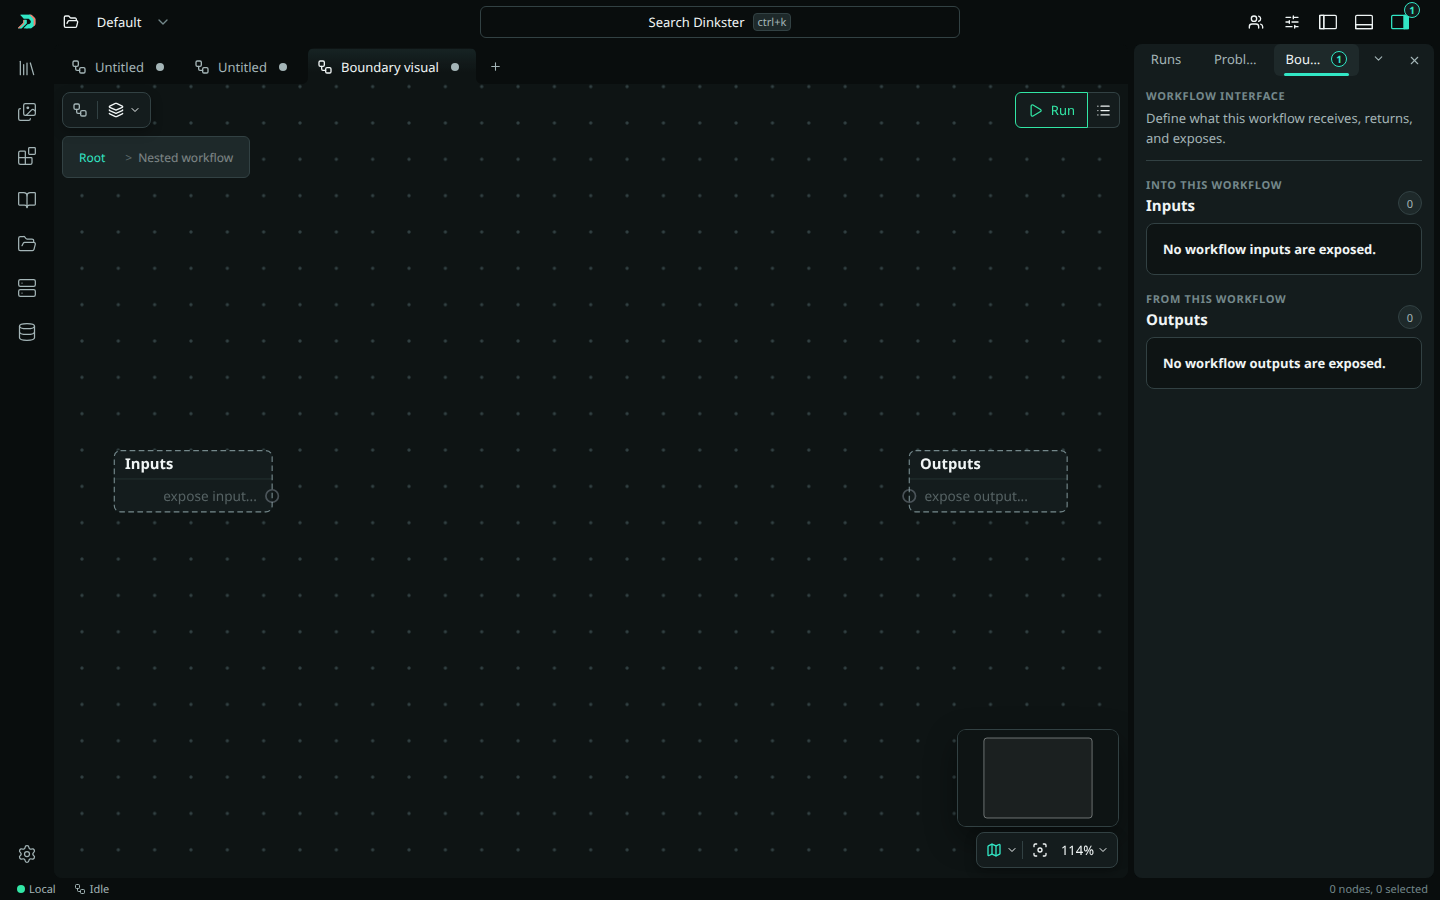 Default
Search Dinkster ctrl+k
1
Untitled
Untitled
Boundary visual
Runs
Probl...
Bou... 1
Run
Root > Nested workflow
WORKFLOW INTERFACE
Define what this workflow receives, returns,
and exposes.
INTO THIS WORKFLOW
Inputs 0
No workflow inputs are exposed.
FROM THIS WORKFLOW
Outputs 0
No workflow outputs are exposed.
Inputs
expose input...
Outputs
expose output...
114%
Local
Idle
0 nodes, 0 selected